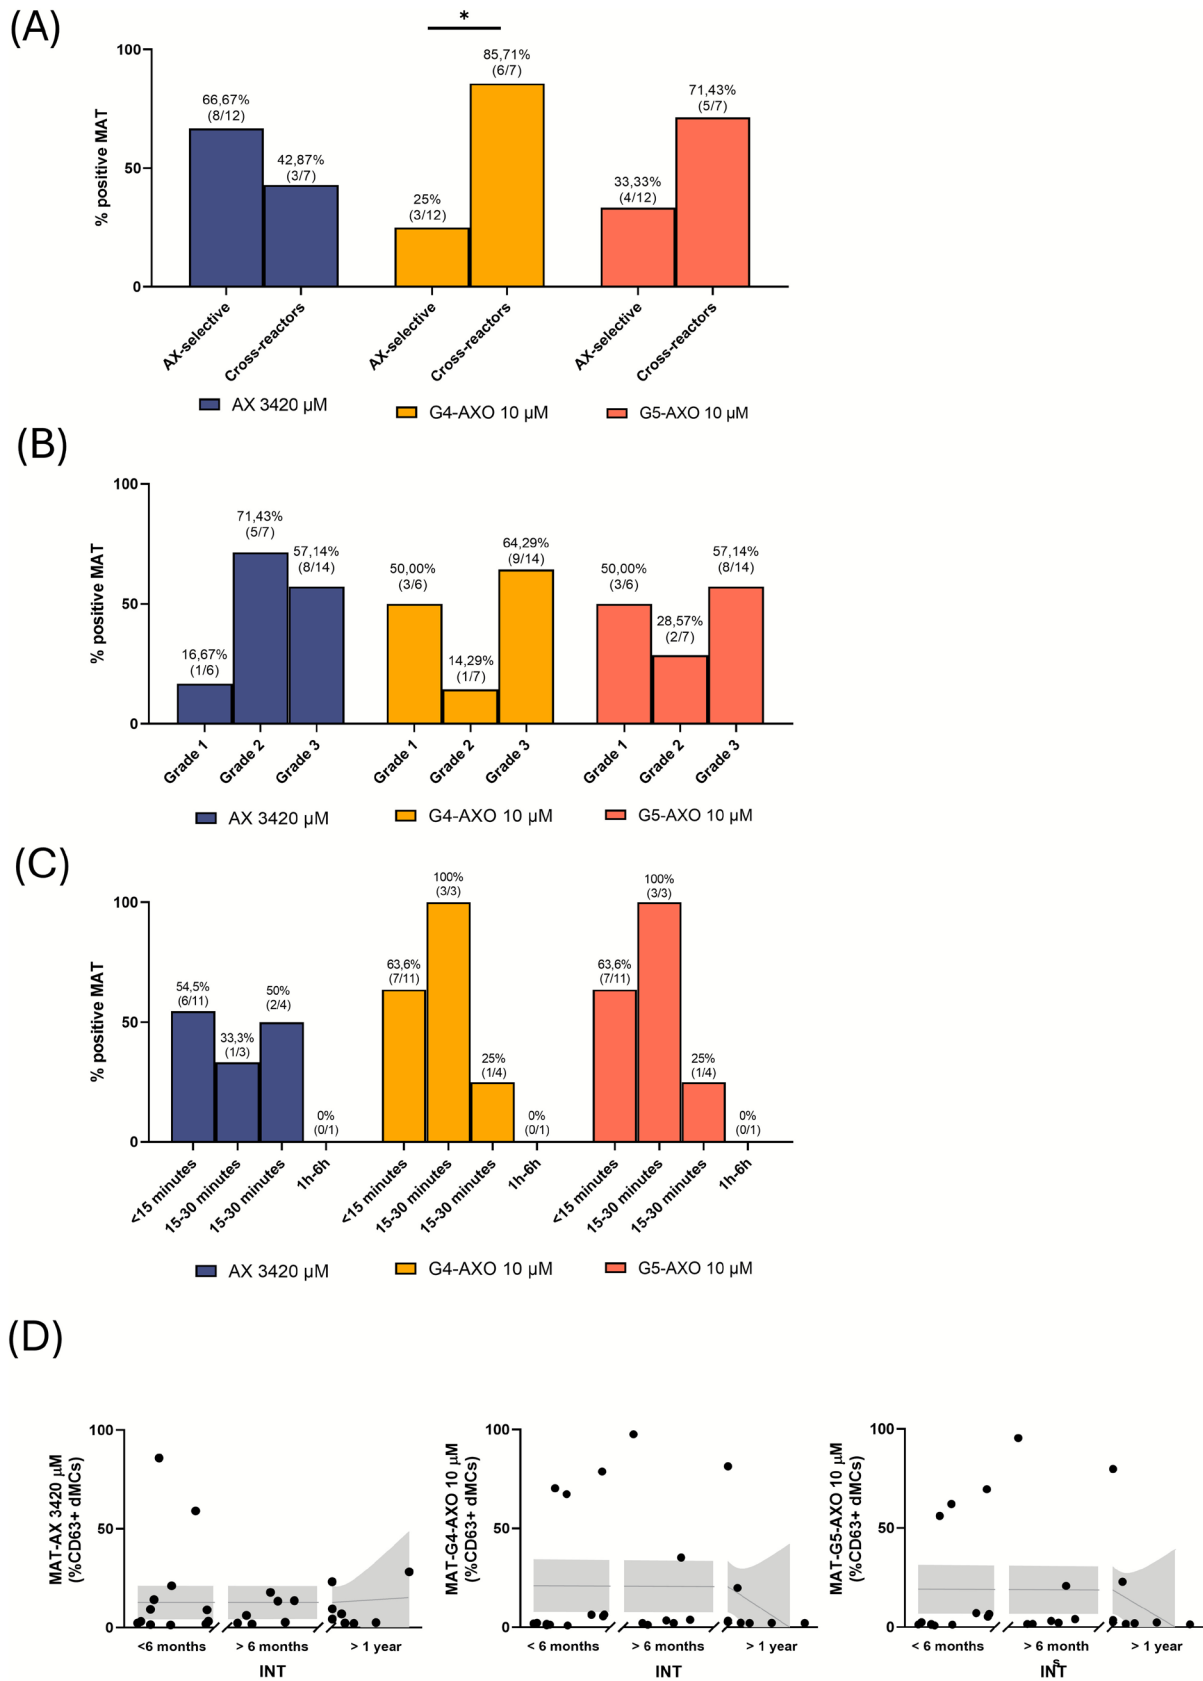 (A)
*
% positive MAT
100
50
0
66,67%
(8/12)
42,87%
(3/7)
25%
(3/12)
85,71%
(6/7)
33,33%
(4/12)
71,43%
(5/7)
AX-selective
Cross-reactors
AX-selective
Cross-reactors
AX-selective
Cross-reactors
AX 3420 μM
G4-AXO 10 μM
G5-AXO 10 μM
(B)
% positive MAT
100
50
0
16,67%
(1/6)
71,43%
(5/7)
57,14%
(8/14)
50,00%
(3/6)
14,29%
(1/7)
64,29%
(9/14)
50,00%
(3/6)
28,57%
(2/7)
57,14%
(8/14)
Grade 1
Grade 2
Grade 3
Grade 1
Grade 2
Grade 3
Grade 1
Grade 2
Grade 3
AX 3420 μM
G4-AXO 10 μM
G5-AXO 10 μM
(C)
% positive MAT
100
50
0
54,5%
(6/11)
33,3%
(1/3)
50%
(2/4)
0%
(0/1)
63,6%
(7/11)
100%
(3/3)
25%
(1/4)
0%
(0/1)
63,6%
(7/11)
100%
(3/3)
25%
(1/4)
0%
(0/1)
<15 minutes
15-30 minutes
15-30 minutes
1h-6h
<15 minutes
15-30 minutes
15-30 minutes
1h-6h
<15 minutes
15-30 minutes
15-30 minutes
1h-6h
AX 3420 μM
G4-AXO 10 μM
G5-AXO 10 μM
(D)
MAT-AX 3420 μM
(%CD63+ dMCs)
100
50
0
<6 months
> 6 months
> 1 year
INT
MAT-G4-AXO 10 μM
(%CD63+ dMCs)
100
50
0
< 6 months
> 6 months
> 1 year
INT
MAT-G5-AXO 10 μM
(%CD63+ dMCs)
100
50
0
< 6 months
> 6 month
s
> 1 year
INT